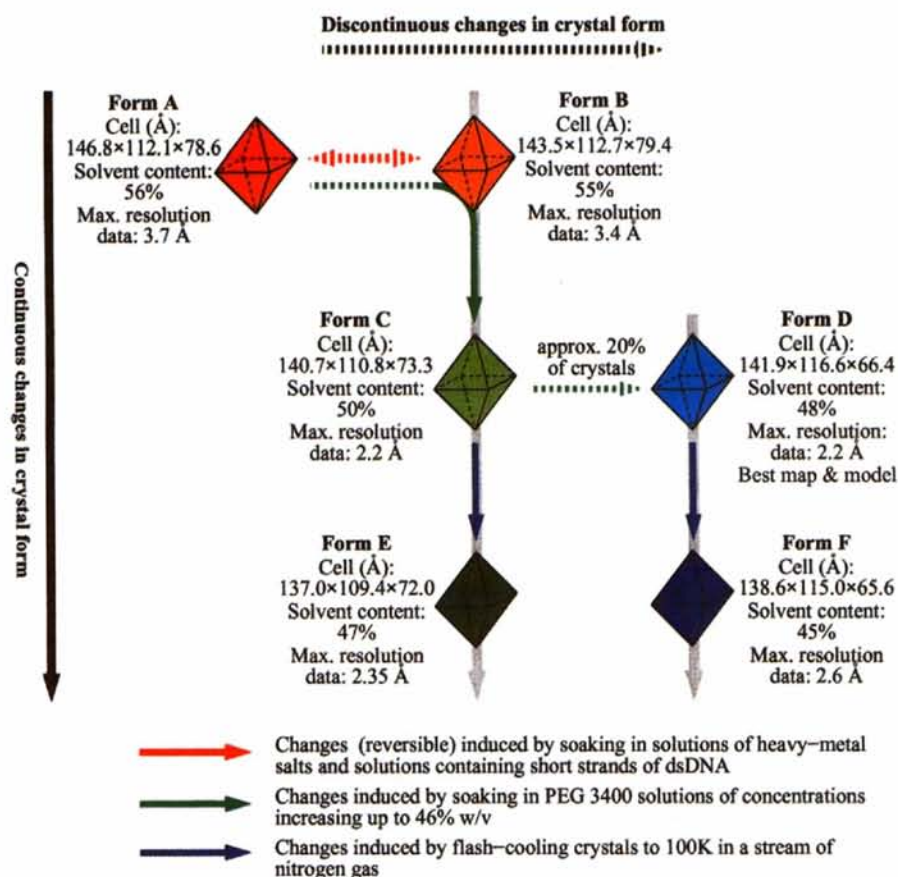 Discontinuous changes in crystal form
Continuous changes in crystal form
Form A
Cell (Å):
146.8×112.1×78.6
Solvent content:
56%
Max. resolution
data: 3.7 Å
Form B
Cell (Å):
143.5×112.7×79.4
Solvent content:
55%
Max. resolution
data: 3.4 Å
Form C
Cell (Å):
140.7×110.8×73.3
Solvent content:
50%
Max. resolution
data: 2.2 Å
approx. 20%
of crystals
Form D
Cell (Å):
141.9×116.6×66.4
Solvent content:
48%
Max. resolution:
data: 2.2 Å
Best map & model
Form E
Cell (Å):
137.0×109.4×72.0
Solvent content:
47%
Max. resolution
data: 2.35 Å
Form F
Cell (Å):
138.6×115.0×65.6
Solvent content:
45%
Max. resolution
data: 2.6 Å
Changes (reversible) induced by soaking in solutions of heavy−metal
salts and solutions containing short strands of dsDNA
Changes induced by soaking in PEG 3400 solutions of concentrations
increasing up to 46% w/v
Changes induced by flash−cooling crystals to 100K in a stream of
nitrogen gas